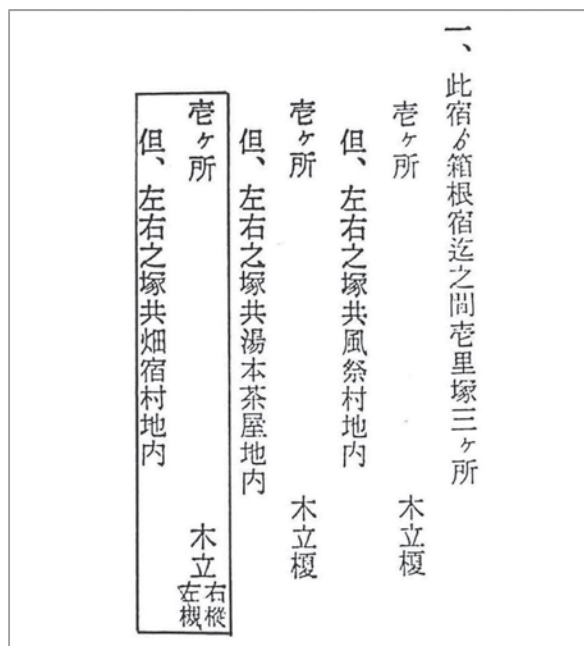 一、此宿ゟ箱根宿迄之間壱里塚三ヶ所
壱ヶ所 木立榎
但、左右之塚共風祭村地内
壱ヶ所 木立榎
但、左右之塚共湯本茶屋地内
壱ヶ所 木立右樅左槻
但、左右之塚共畑宿村地内